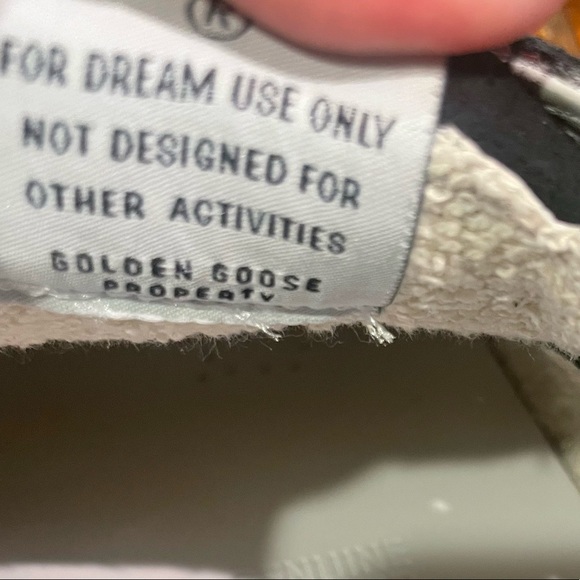 FOR DREAM USE ONLY
NOT DESIGNED FOR
OTHER ACTIVITIES
GOLDEN GOOSE
PROPERTY